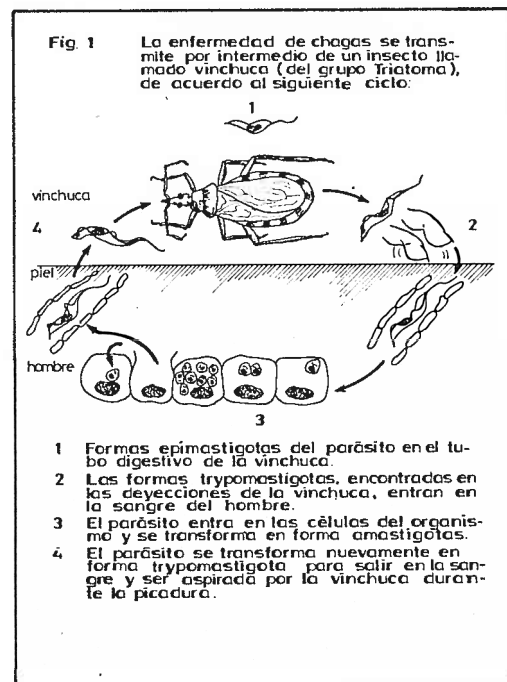 Fig. 1 La enfermedad de chagas se trans-
mite por intermedio de un insecto lla-
mado vinchuca (del grupo Triatoma),
de acuerdo al siguiente ciclo:
1
vinchuca
4
2
piel
hombre
3
1 Formas epimastigotas del parásito en el tu-
bo digestivo de la vinchuca.
2 Las formas trypomastigotas, encontradas en
las deyecciones de la vinchuca, entran en
la sangre del hombre.
3 El parásito entra en las células del organis-
mo y se transforma en forma amastigotas.
4 El parásito se transforma nuevamente en
forma trypomastigota para salir en la san-
gre y ser aspirada por la vinchuca duran-
te la picadura.